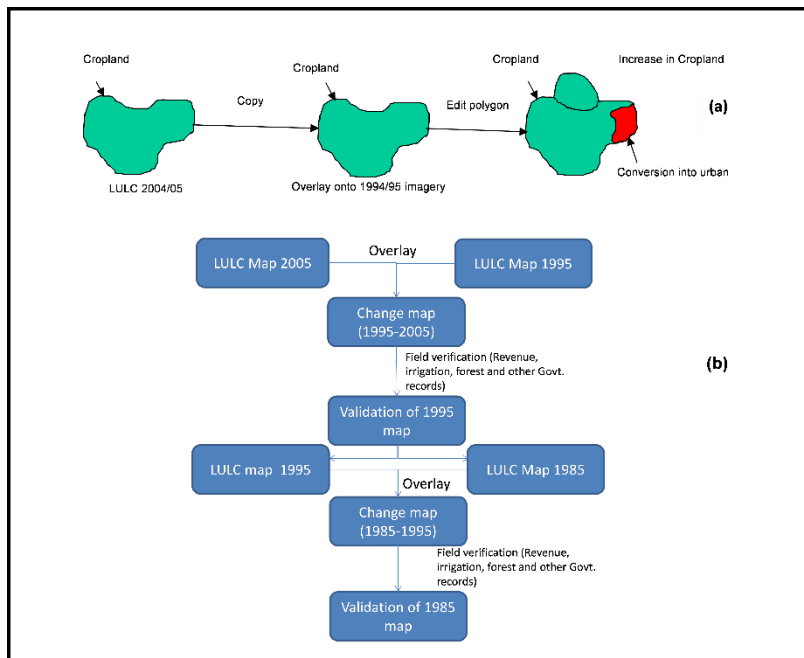 Cropland
Cropland
Cropland
Increase in Cropland
Copy
Edit polygon
(a)
LULC 2004/05
Overlay onto 1994/95 imagery
Conversion into urban
LULC Map 2005
Overlay
LULC Map 1995
Change map
(1995-2005)
Field verification (Revenue,
irrigation, forest and other Govt.
records)
(b)
Validation of 1995
map
LULC map 1995
LULC Map 1985
Overlay
Change map
(1985-1995)
Field verification (Revenue,
irrigation, forest and other Govt.
records)
Validation of 1985
map